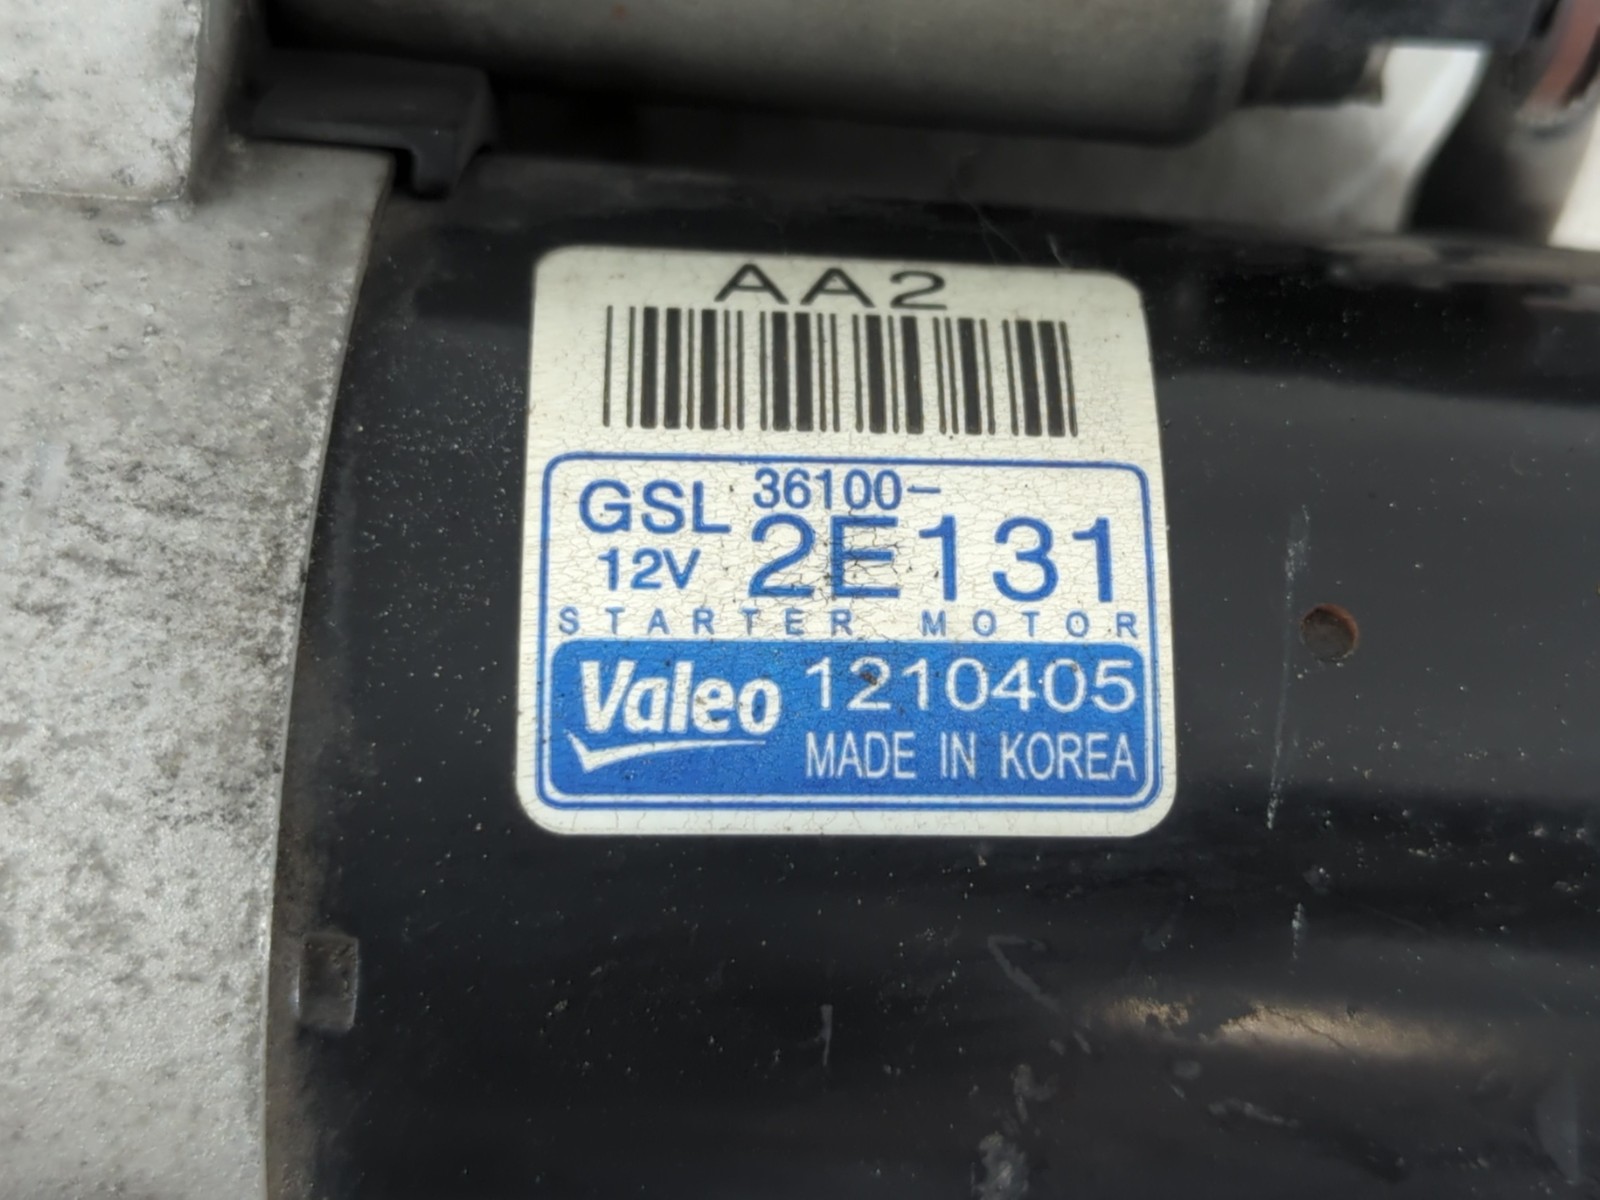 AA2
GSL 36100-
12V 2E131
STARTER MOTOR
Valeo 1210405
MADE IN KOREA